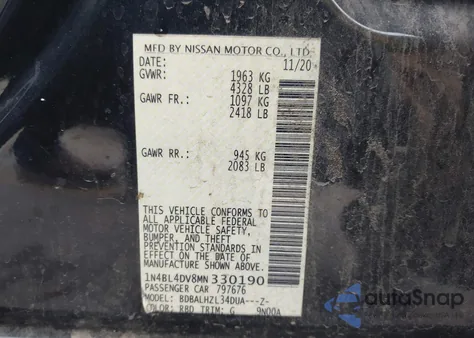 MFD BY NISSAN MOTOR CO., LTD.
DATE: 11/20
GVWR: 1963 KG
4328 LB
GAWR FR.: 1097 KG
2418 LB
GAWR RR.: 945 KG
2083 LB
THIS VEHICLE CONFORMS TO
ALL APPLICABLE FEDERAL
MOTOR VEHICLE SAFETY,
BUMPER, AND THEFT
PREVENTION STANDARDS IN
EFFECT ON THE DATE OF
MANUFACTURE SHOWN ABOVE.
1N4BL4DV8MN330190
PASSENGER CAR 797676
MODEL: BDBALHZL34DUA---Z-
COLOR: RBD TRIM: G 9N00A
autoSnap